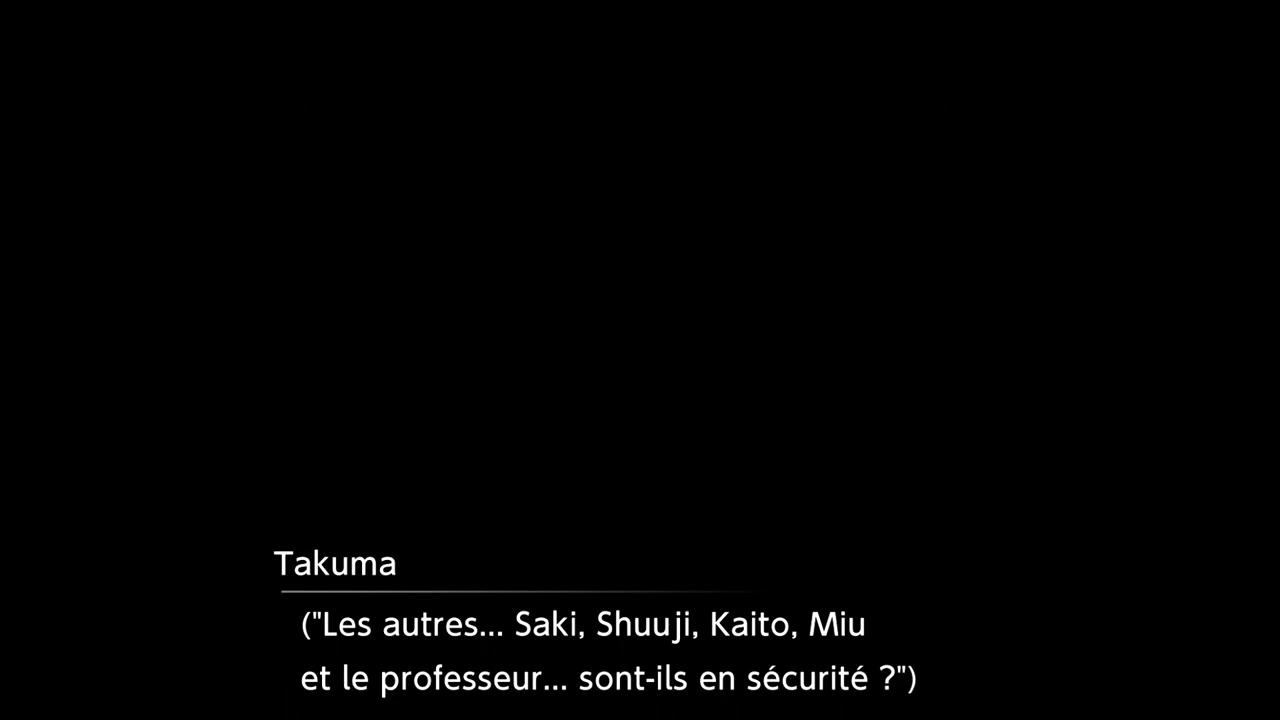 Takuma
("Les autres... Saki, Shuuji, Kaito, Miu
et le professeur... sont-ils en sécurité ?")